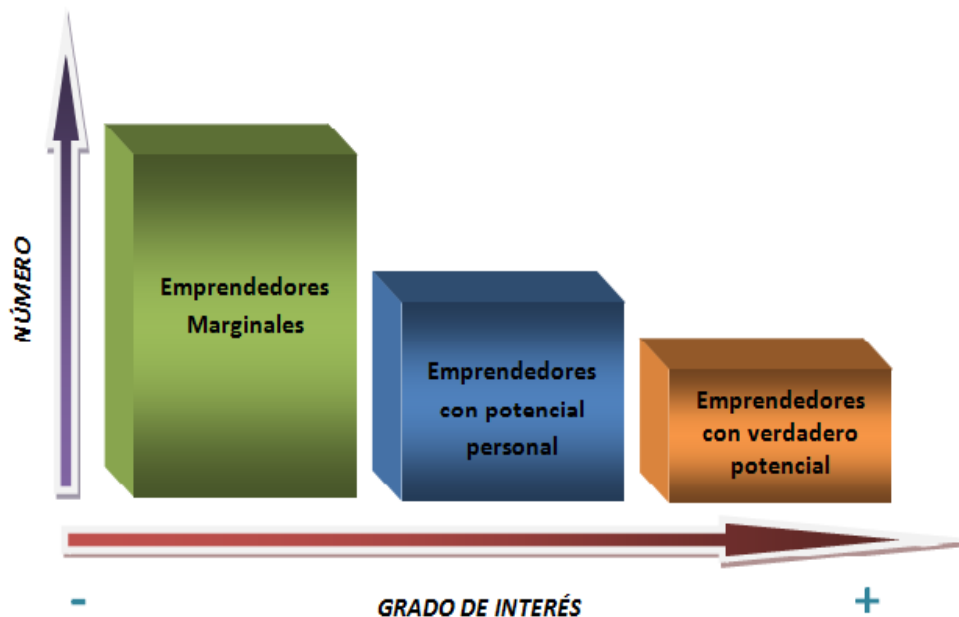 NÚMERO
Emprendedores
Marginales
Emprendedores
con potencial
personal
Emprendedores
con verdadero
potencial
-
GRADO DE INTERÉS
+